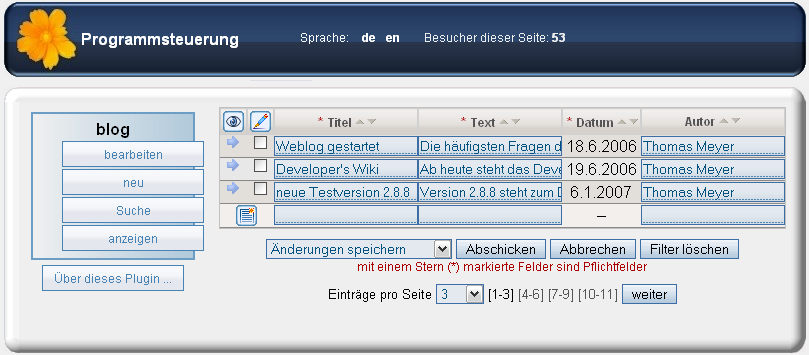 Programmsteuerung Sprache: de en Besucher dieser Seite: 53
blog
bearbeiten
neu
Suche
anzeigen
Über dieses Plugin ...
* Titel * Text * Datum Autor
Weblog gestartet Die häufigsten Fragen d 18.6.2006 Thomas Meyer
Developer's Wiki Ab heute steht das Deve 19.6.2006 Thomas Meyer
neue Testversion 2.8.8 Version 2.8.8 steht zum D 6.1.2007 Thomas Meyer
–
Änderungen speichern Abschicken Abbrechen Filter löschen
mit einem Stern (*) markierte Felder sind Pflichtfelder
Einträge pro Seite 3 [1-3] [4-6] [7-9] [10-11] weiter